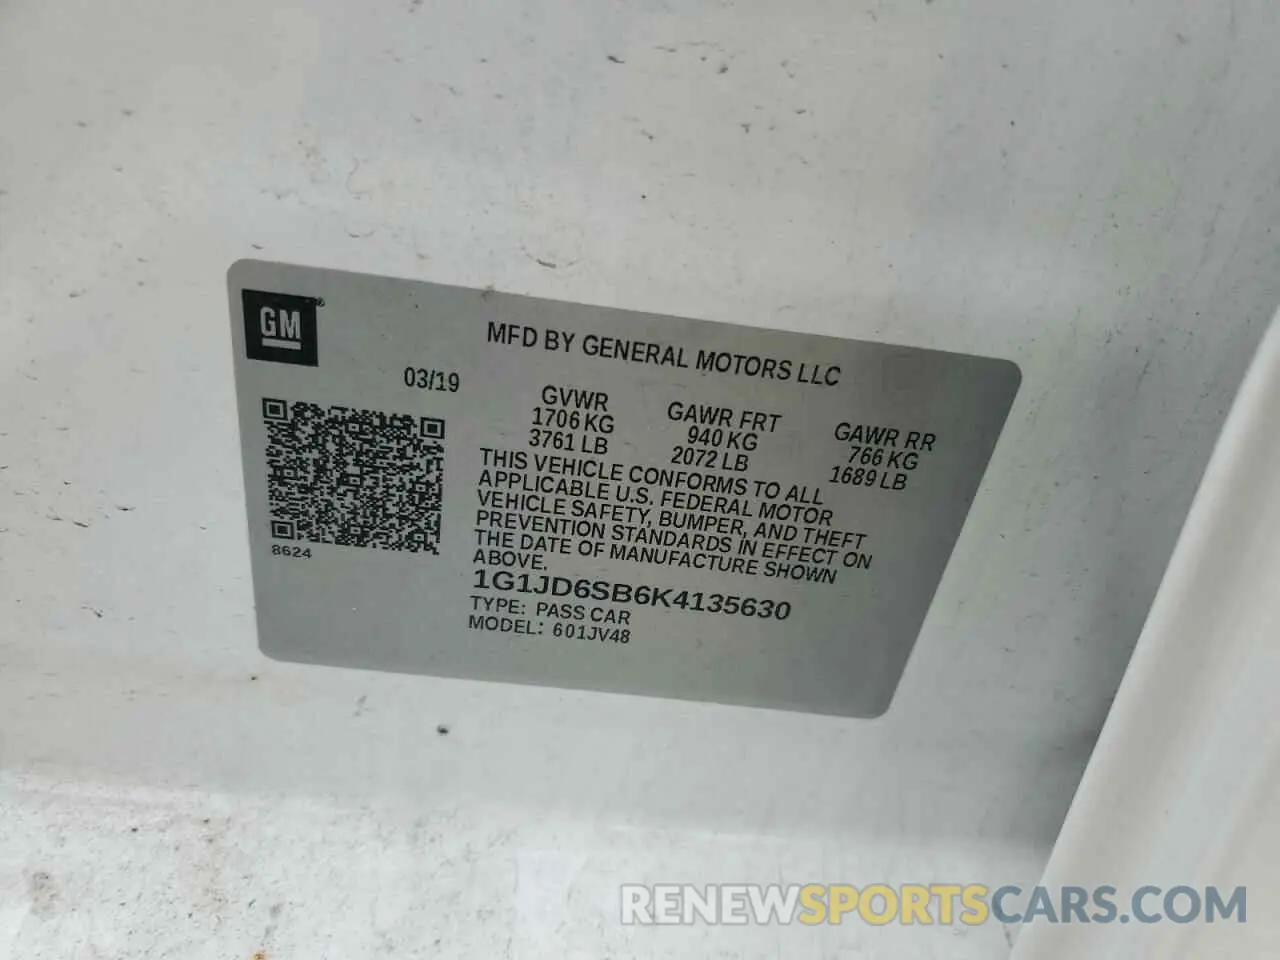 GM
MFD BY GENERAL MOTORS LLC
03/19
GVWR
1706 KG
3761 LB
GAWR FRT
940 KG
2072 LB
GAWR RR
766 KG
1689 LB
THIS VEHICLE CONFORMS TO ALL
APPLICABLE U.S. FEDERAL MOTOR
VEHICLE SAFETY, BUMPER, AND THEFT
PREVENTION STANDARDS IN EFFECT ON
THE DATE OF MANUFACTURE SHOWN
ABOVE.
8624
1G1JD6SB6K4135630
TYPE: PASS CAR
MODEL: 601JV48
RENEWSPORTSCARS.COM